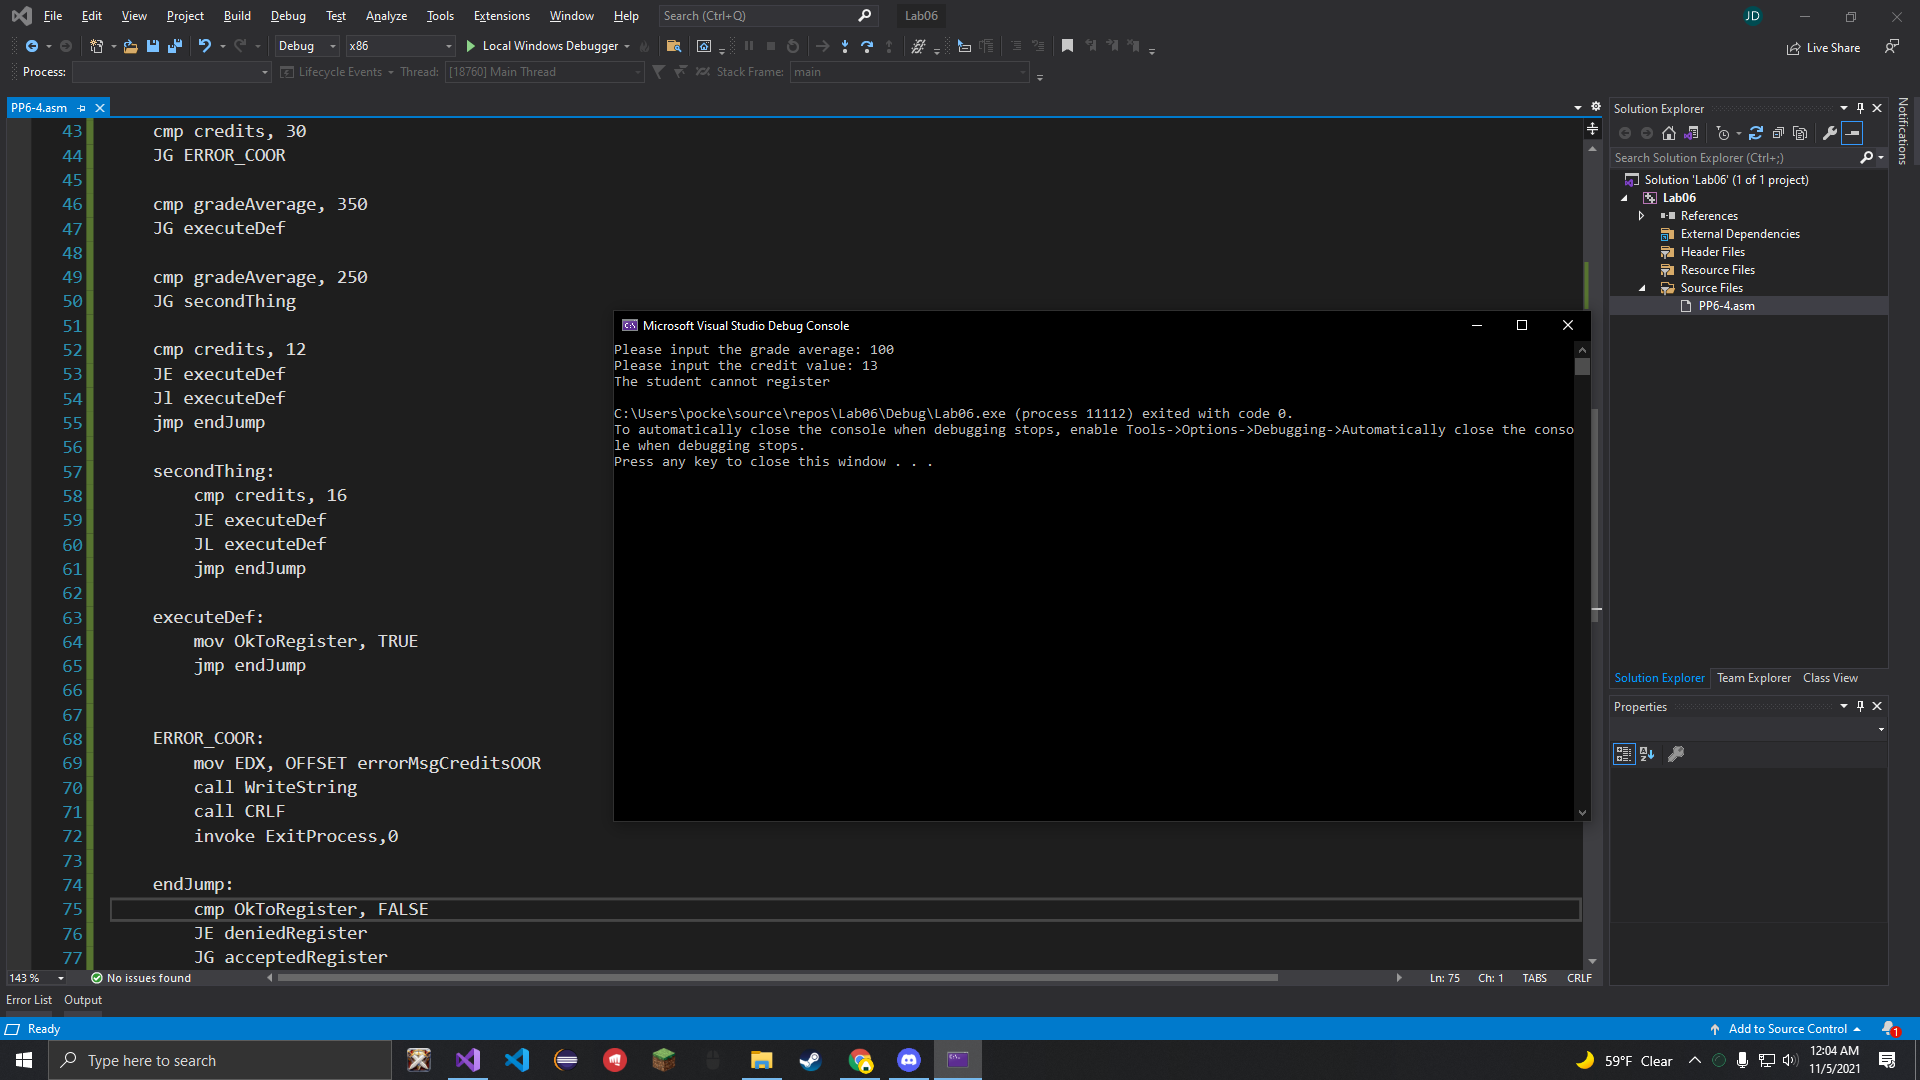 File Edit View Project Build Debug Test Analyze Tools Extensions Window Help Search (Ctrl+Q) Lab06 JD
Debug x86 Local Windows Debugger Live Share
Process: Lifecycle Events Thread: [18760] Main Thread Stack Frame: main
PP6-4.asm
43 cmp credits, 30
44 JG ERROR_COOR
45
46 cmp gradeAverage, 350
47 JG executeDef
48
49 cmp gradeAverage, 250
50 JG secondThing
51
52 cmp credits, 12
53 JE executeDef
54 Jl executeDef
55 jmp endJump
56
57 secondThing:
58 cmp credits, 16
59 JE executeDef
60 JL executeDef
61 jmp endJump
62
63 executeDef:
64 mov OkToRegister, TRUE
65 jmp endJump
66
67
68 ERROR_COOR:
69 mov EDX, OFFSET errorMsgCreditsOOR
70 call WriteString
71 call CRLF
72 invoke ExitProcess,0
73
74 endJump:
75 cmp OkToRegister, FALSE
76 JE deniedRegister
77 JG acceptedRegister
143 % No issues found Ln: 75 Ch: 1 TABS CRLF
Microsoft Visual Studio Debug Console
Please input the grade average: 100
Please input the credit value: 13
The student cannot register
C:\Users\pocke\source\repos\Lab06\Debug\Lab06.exe (process 11112) exited with code 0.
To automatically close the console when debugging stops, enable Tools->Options->Debugging->Automatically close the conso
le when debugging stops.
Press any key to close this window . . .
Solution Explorer
Search Solution Explorer (Ctrl+;)
Solution 'Lab06' (1 of 1 project)
Lab06
References
External Dependencies
Header Files
Resource Files
Source Files
PP6-4.asm
Solution Explorer Team Explorer Class View
Properties
Notifications
Error List Output
Ready Add to Source Control 1
Type here to search 59°F Clear 12:04 AM
11/5/2021